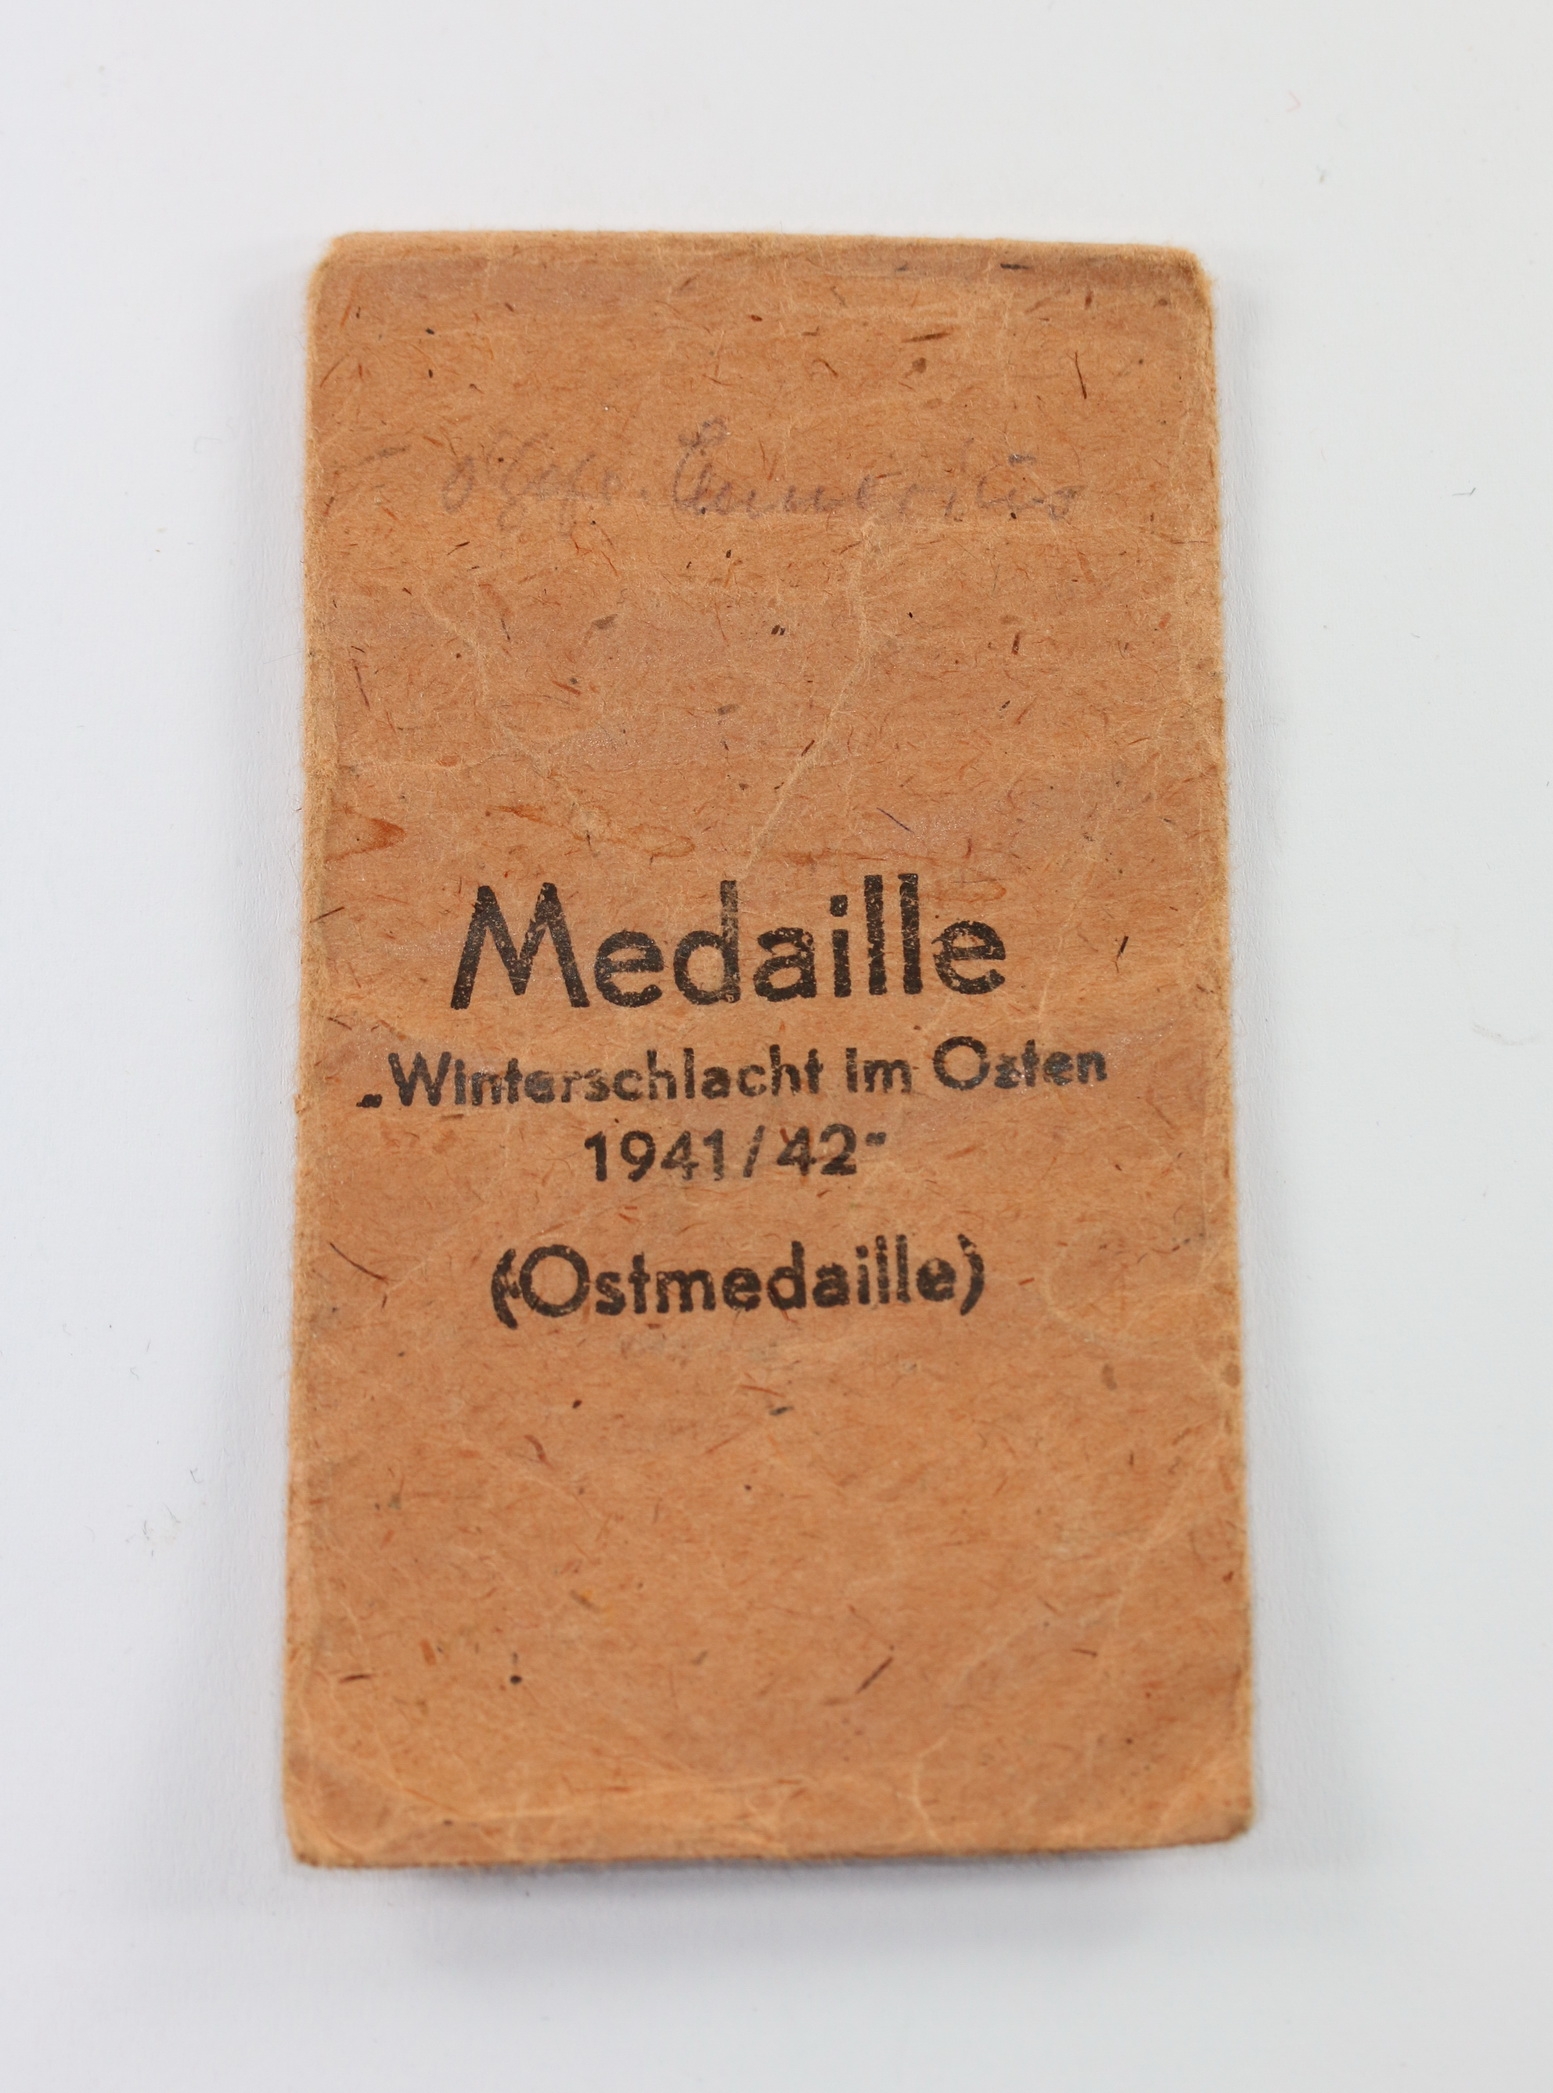 Medaille
„Winterschlacht im Osten
1941/42“
(Ostmedaille)